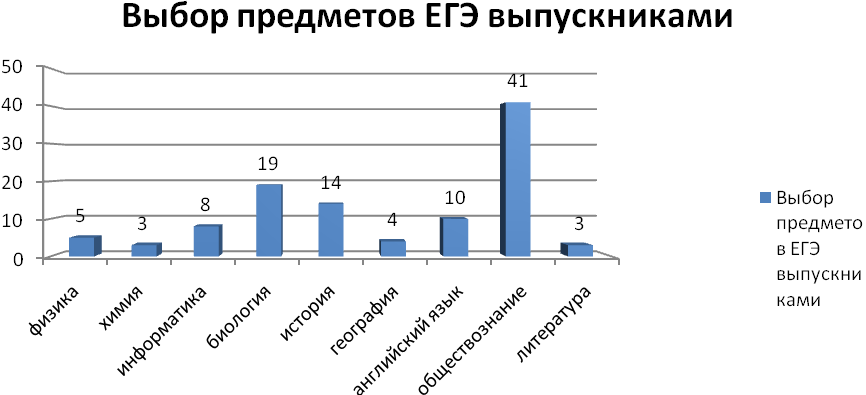 Выбор предметов ЕГЭ выпускниками
50
40
30
20
10
0
5
3
8
19
14
4
10
41
3
физика
химия
информатика
биология
история
география
английский язык
обществознание
литература
Выбор
предмето
в ЕГЭ
выпускни
ками